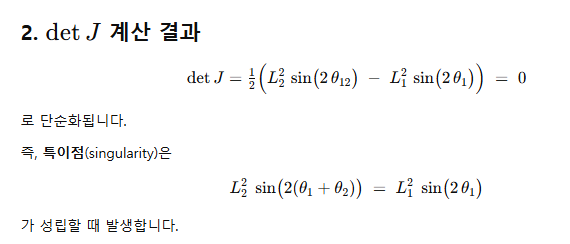 2. det J 계산 결과
det J = ½(L₂² sin(2θ₁₂) − L₁² sin(2θ₁)) = 0
로 단순화됩니다.
즉, 특이점(singularity)은
L₂² sin(2(θ₁ + θ₂)) = L₁² sin(2θ₁)
가 성립할 때 발생합니다.